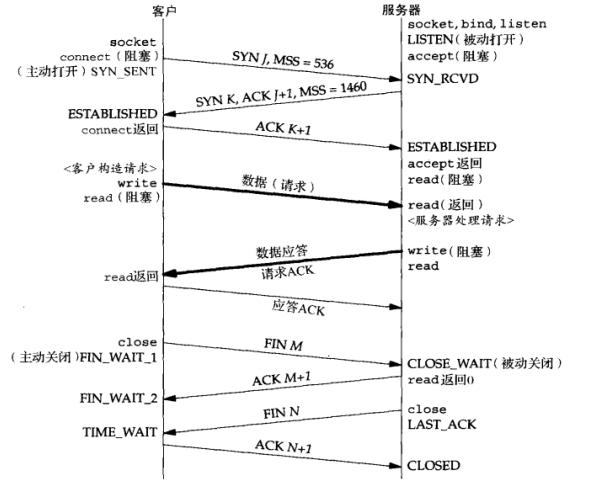 客户
服务器
socket, bind, listen
LISTEN(被动打开)
accept(阻塞)
socket
connect (阻塞)
(主动打开) SYN_SENT
SYN J, MSS = 536
SYN_RCVD
SYN K, ACK J+1, MSS = 1460
ESTABLISHED
connect返回
ACK K+1
ESTABLISHED
accept返回
read(阻塞)
<客户构造请求>
write
read(阻塞)
数据(请求)
read(返回)
<服务器处理请求>
数据应答
请求ACK
write(阻塞)
read
read返回
应答ACK
close
(主动关闭)FIN_WAIT_1
FIN M
CLOSE_WAIT(被动关闭)
read返回0
ACK M+1
FIN_WAIT_2
close
LAST_ACK
FIN N
TIME_WAIT
ACK N+1
CLOSED